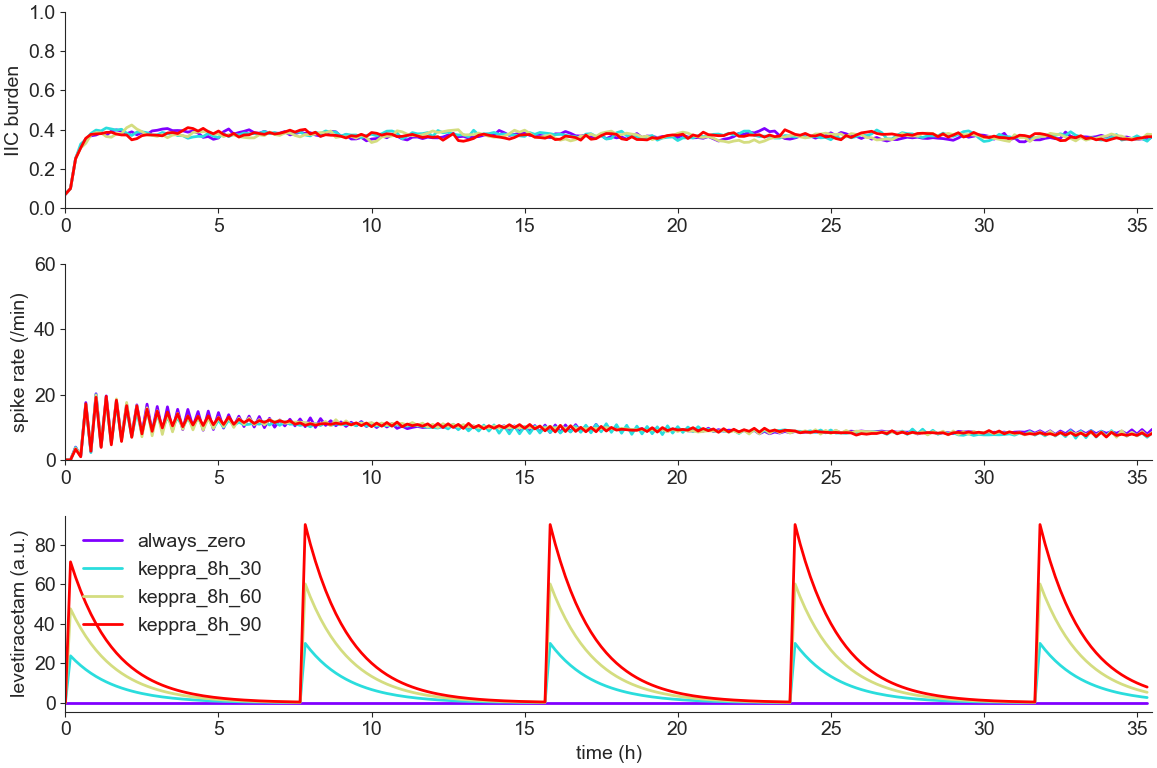 1.0
0.8
0.6
0.4
0.2
0.0
IIC burden
0 5 10 15 20 25 30 35
60
40
20
0
spike rate (/min)
0 5 10 15 20 25 30 35
80
60
40
20
0
levetiracetam (a.u.)
always_zero
keppra_8h_30
keppra_8h_60
keppra_8h_90
0 5 10 15 20 25 30 35
time (h)